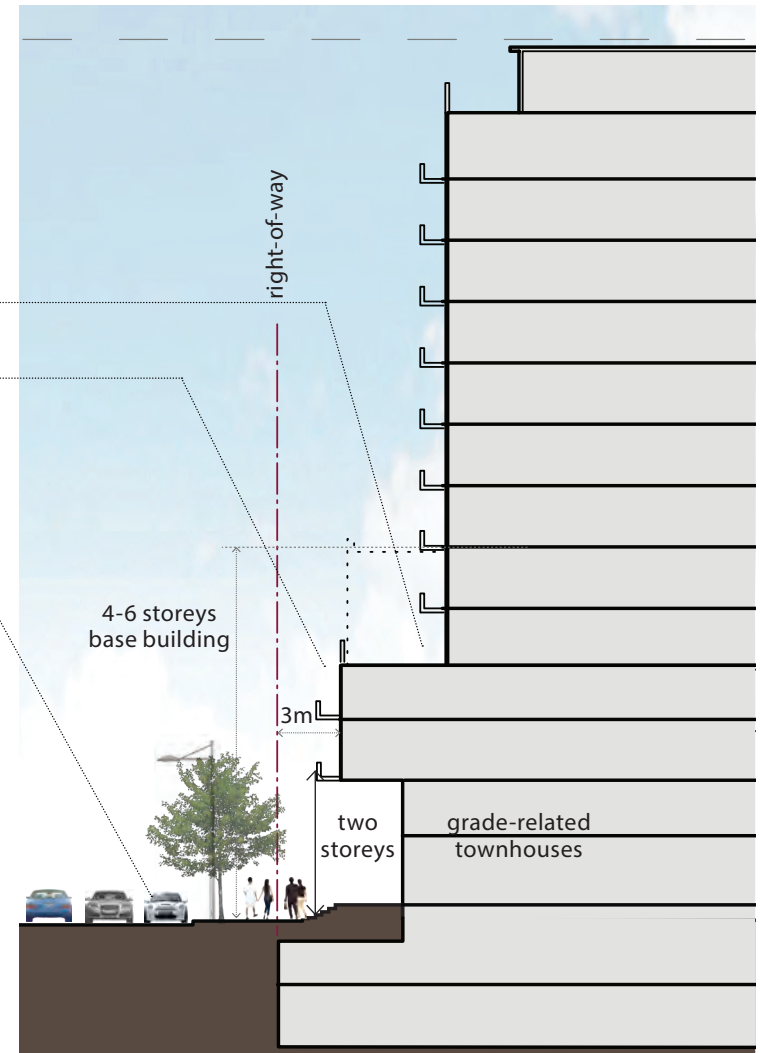 right-of-way
4-6 storeys
base building
3m
two
storeys
grade-related
townhouses